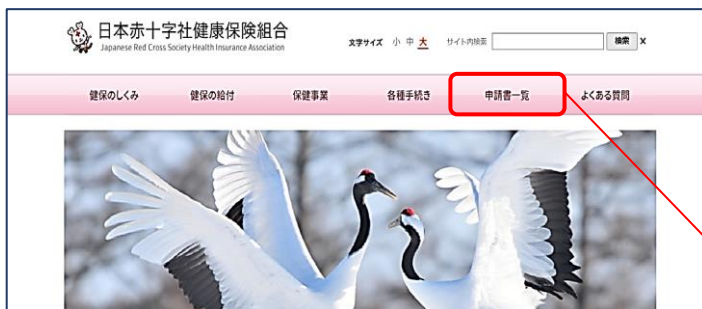 日本赤十字社健康保険組合
Japanese Red Cross Society Health Insurance Association
文字サイズ 小 中 大 サイト内検索 検索 x
健保のしくみ 健保の給付 保健事業 各種手続き 申請書一覧 よくある質問